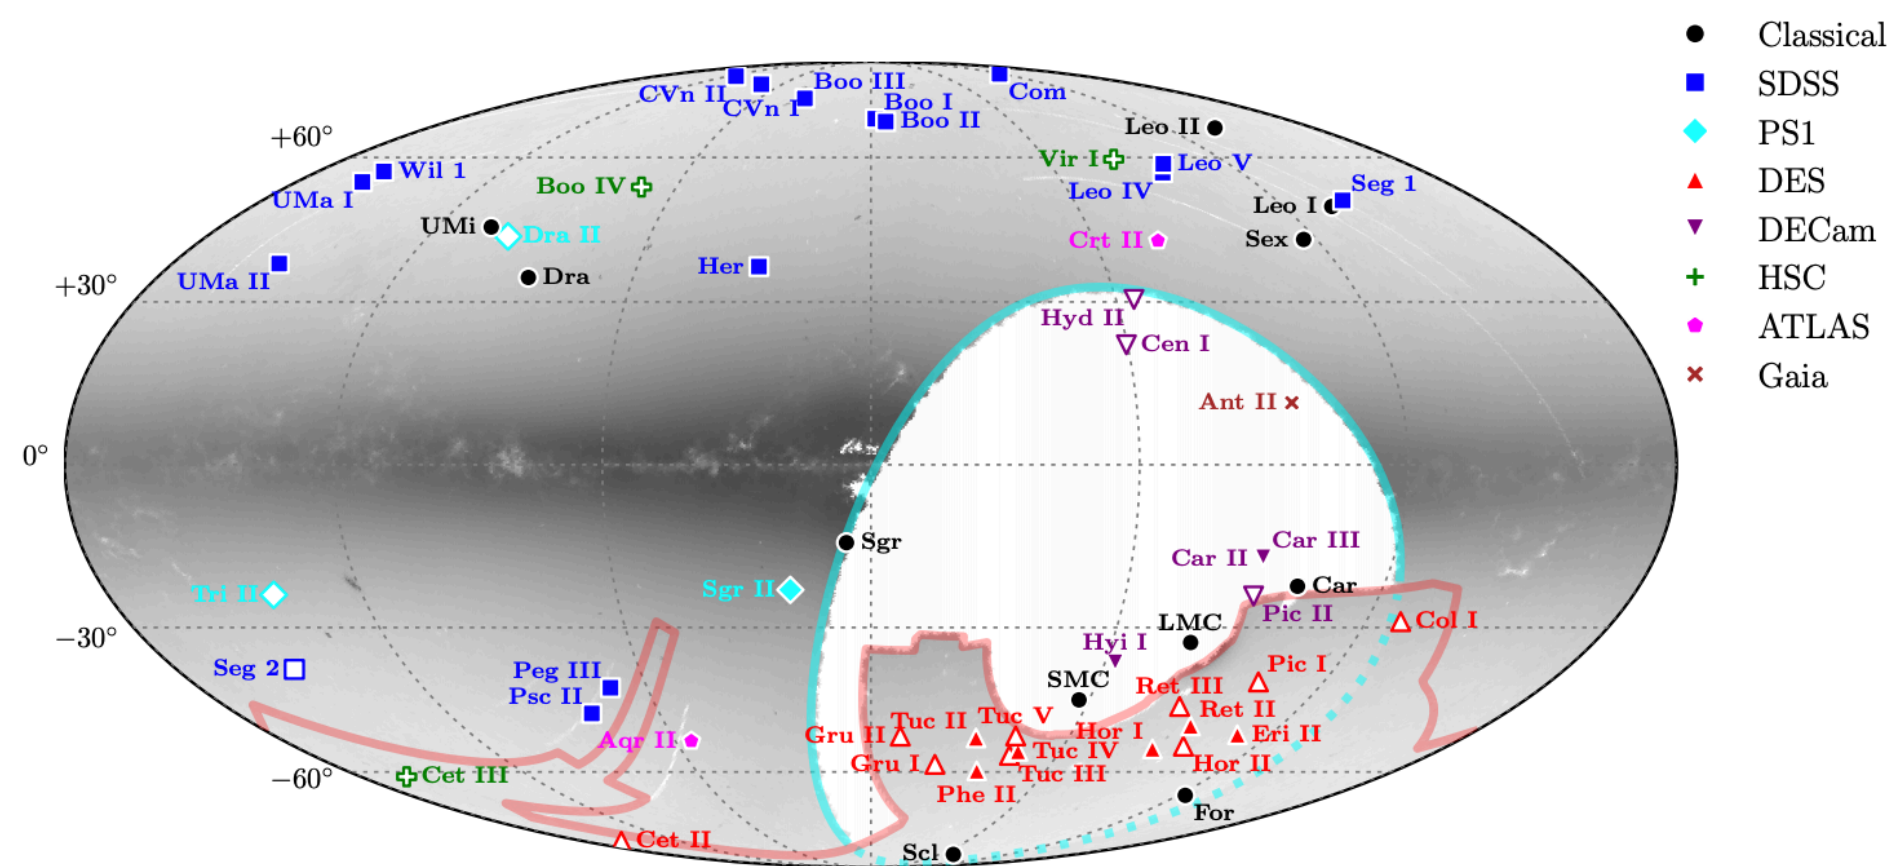 Classical
SDSS
PS1
DES
DECam
HSC
ATLAS
Gaia
+60°
+30°
0°
−30°
−60°
CVn II
CVn I
Boo III
Boo I
Boo II
Com
Leo II
Vir I
Leo V
Leo IV
Seg 1
Leo I
Sex
Crt II
Wil 1
UMa I
Boo IV
UMi
Dra II
Dra
UMa II
Her
Hyd II
Cen I
Ant II
Sgr
Car III
Car II
Car
Pic II
Tri II
Sgr II
LMC
Col I
Hyi I
SMC
Pic I
Seg 2
Peg III
Psc II
Ret III
Ret II
Tuc II
Tuc V
Hor I
Eri II
Gru II
Aqr II
Tuc IV
Gru I
Hor II
Cet III
Tuc III
Phe II
For
Cet II
Scl